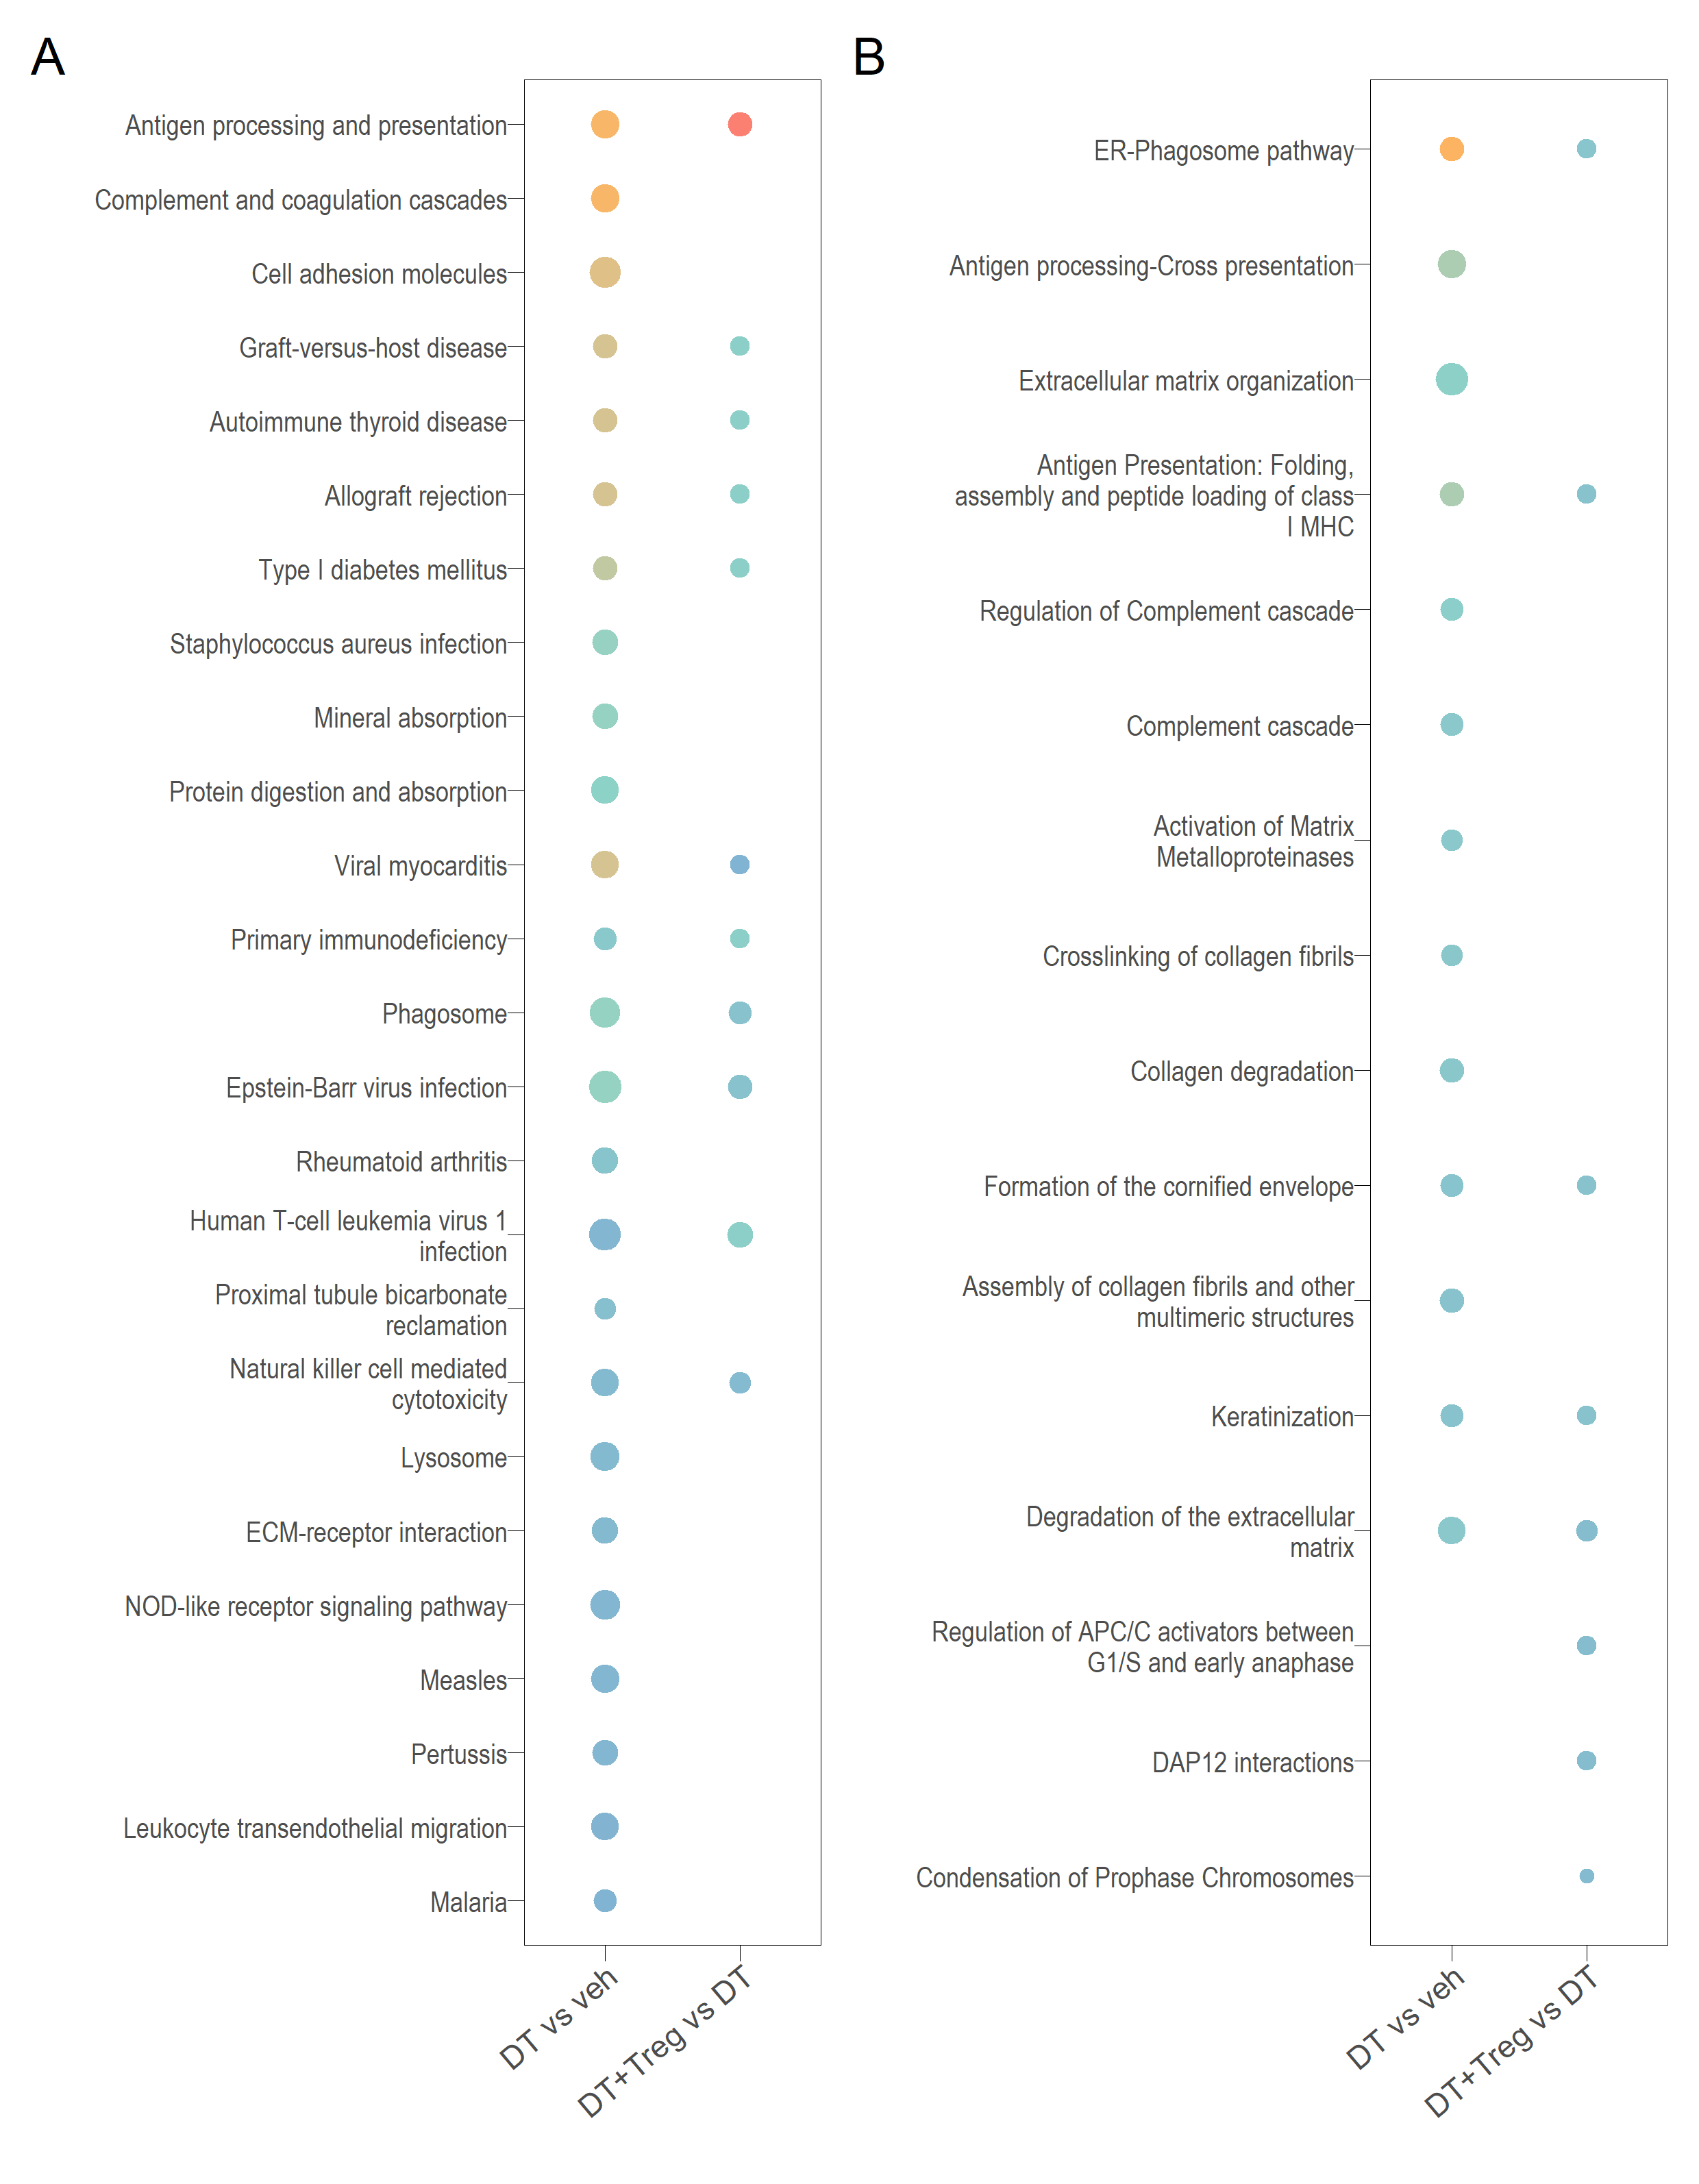 A
Antigen processing and presentation
Complement and coagulation cascades
Cell adhesion molecules
Graft-versus-host disease
Autoimmune thyroid disease
Allograft rejection
Type I diabetes mellitus
Staphylococcus aureus infection
Mineral absorption
Protein digestion and absorption
Viral myocarditis
Primary immunodeficiency
Phagosome
Epstein-Barr virus infection
Rheumatoid arthritis
Human T-cell leukemia virus 1
infection
Proximal tubule bicarbonate
reclamation
Natural killer cell mediated
cytotoxicity
Lysosome
ECM-receptor interaction
NOD-like receptor signaling pathway
Measles
Pertussis
Leukocyte transendothelial migration
Malaria
DT vs veh
DT+Treg vs DT
B
ER-Phagosome pathway
Antigen processing-Cross presentation
Extracellular matrix organization
Antigen Presentation: Folding,
assembly and peptide loading of class
I MHC
Regulation of Complement cascade
Complement cascade
Activation of Matrix
Metalloproteinases
Crosslinking of collagen fibrils
Collagen degradation
Formation of the cornified envelope
Assembly of collagen fibrils and other
multimeric structures
Keratinization
Degradation of the extracellular
matrix
Regulation of APC/C activators between
G1/S and early anaphase
DAP12 interactions
Condensation of Prophase Chromosomes
DT vs veh
DT+Treg vs DT